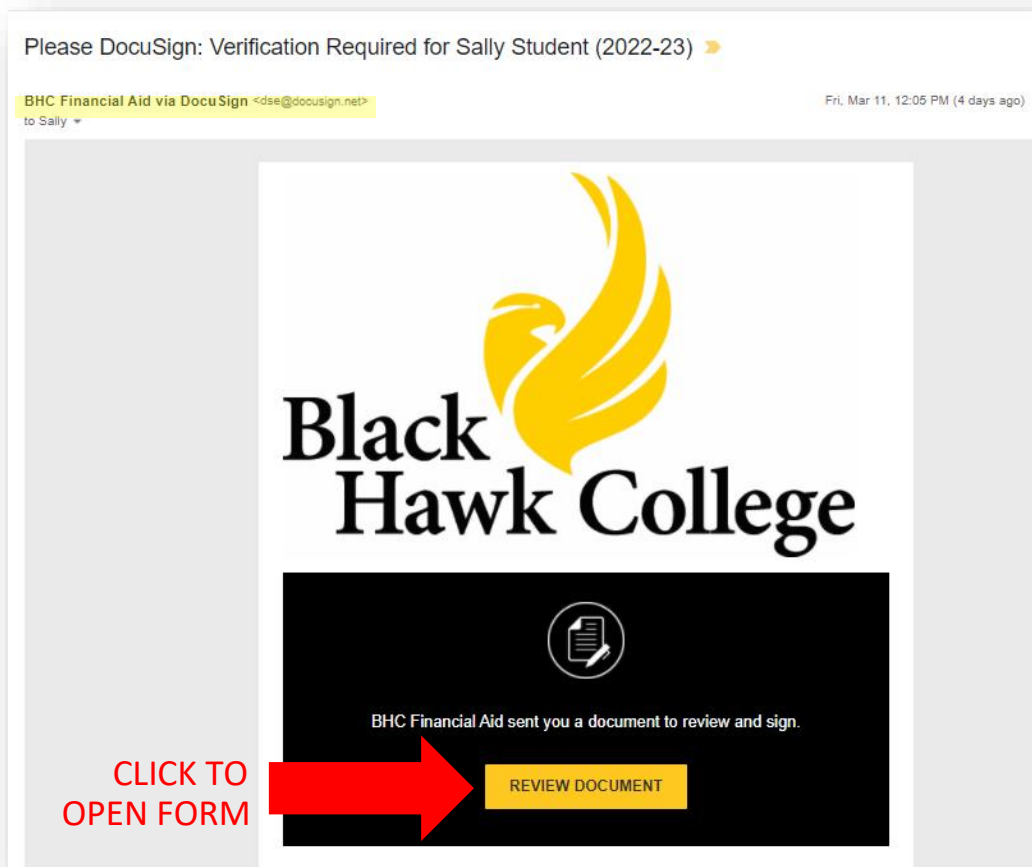 Please DocuSign: Verification Required for Sally Student (2022-23)
BHC Financial Aid via DocuSign <dse@docusign.net>
Fri, Mar 11, 12:05 PM (4 days ago)
to Sally
Black
Hawk College
BHC Financial Aid sent you a document to review and sign.
CLICK TO
OPEN FORM
REVIEW DOCUMENT